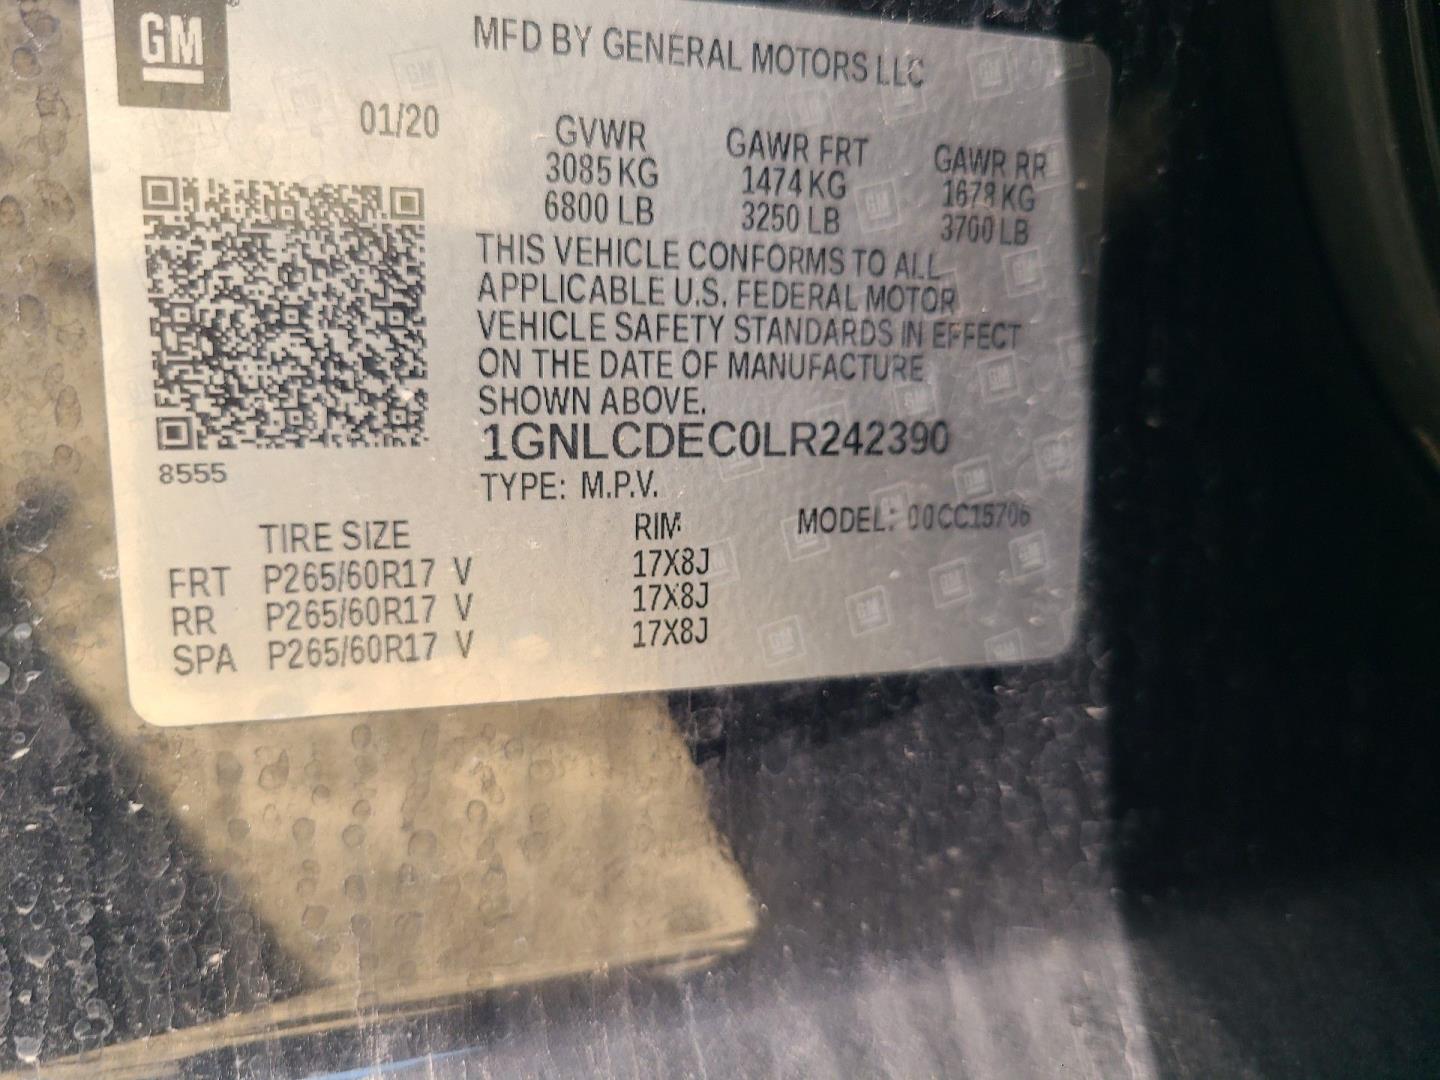 GM
MFD BY GENERAL MOTORS LLC
01/20
GVWR GAWR FRT GAWR RR
3085 KG 1474 KG 1678 KG
6800 LB 3250 LB 3700 LB
THIS VEHICLE CONFORMS TO ALL
APPLICABLE U.S. FEDERAL MOTOR
VEHICLE SAFETY STANDARDS IN EFFECT
ON THE DATE OF MANUFACTURE
SHOWN ABOVE.
1GNLCDEC0LR242390
8555
TYPE: M.P.V.
TIRE SIZE RIM MODEL: 00CC15706
FRT P265/60R17 V 17X8J
RR P265/60R17 V 17X8J
SPA P265/60R17 V 17X8J